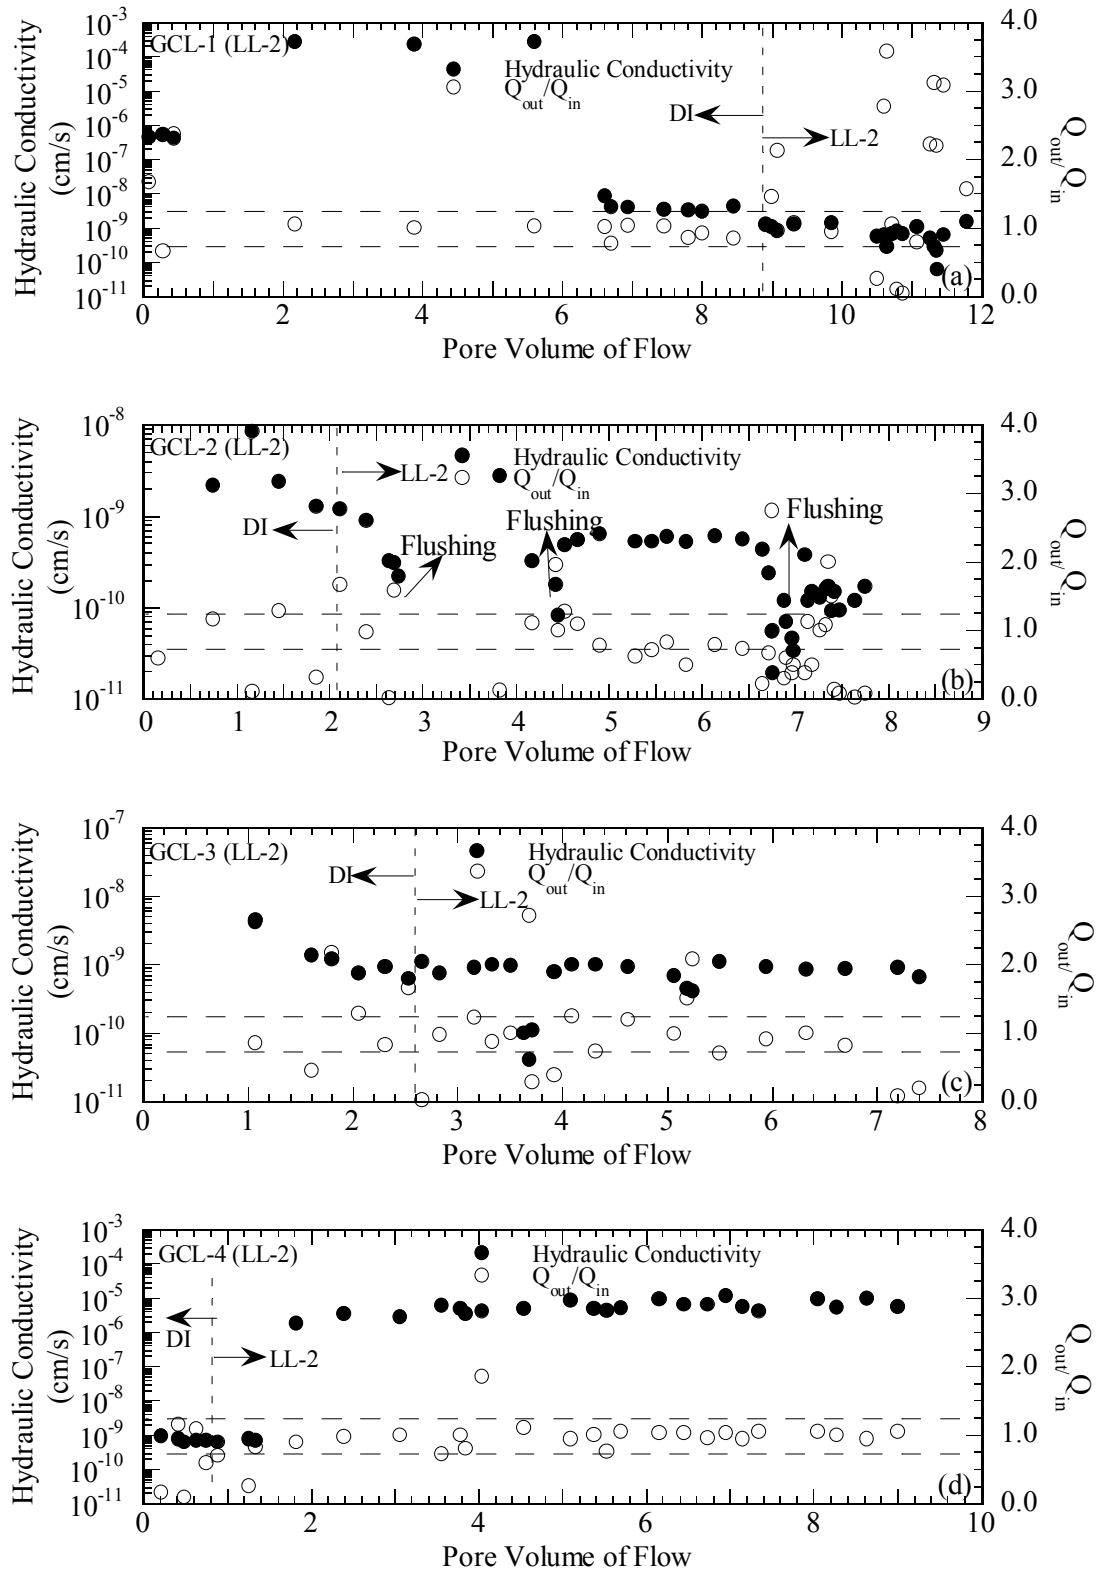 GCL-1 (LL-2)
Hydraulic Conductivity
Q_out/Q_in
DI
LL-2
(a)
10^-3
10^-4
10^-5
10^-6
10^-7
10^-8
10^-9
10^-10
10^-11
Hydraulic Conductivity
(cm/s)
4.0
3.0
2.0
1.0
0.0
Q_out/Q_in
0 2 4 6 8 10 12
Pore Volume of Flow
GCL-2 (LL-2)
LL-2
Hydraulic Conductivity
Q_out/Q_in
DI
Flushing
Flushing
Flushing
(b)
10^-8
10^-9
10^-10
10^-11
Hydraulic Conductivity
(cm/s)
4.0
3.0
2.0
1.0
0.0
Q_out/Q_in
0 1 2 3 4 5 6 7 8 9
Pore Volume of Flow
GCL-3 (LL-2)
Hydraulic Conductivity
Q_out/Q_in
DI
LL-2
(c)
10^-7
10^-8
10^-9
10^-10
10^-11
Hydraulic Conductivity
(cm/s)
4.0
3.0
2.0
1.0
0.0
Q_out/Q_in
0 1 2 3 4 5 6 7 8
Pore Volume of Flow
GCL-4 (LL-2)
Hydraulic Conductivity
Q_out/Q_in
DI
LL-2
(d)
10^-3
10^-4
10^-5
10^-6
10^-7
10^-8
10^-9
10^-10
10^-11
Hydraulic Conductivity
(cm/s)
4.0
3.0
2.0
1.0
0.0
Q_out/Q_in
0 2 4 6 8 10
Pore Volume of Flow